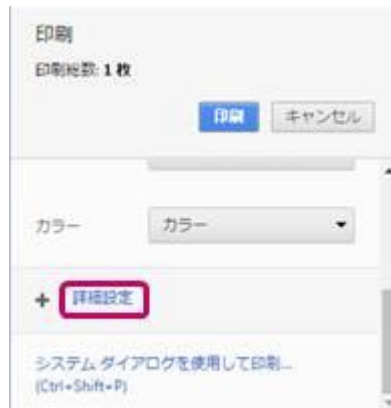 印刷
印刷総数: 1 枚
印刷 キャンセル
カラー カラー
+ 詳細設定
システム ダイアログを使用して印刷...
(Ctrl+Shift+P)